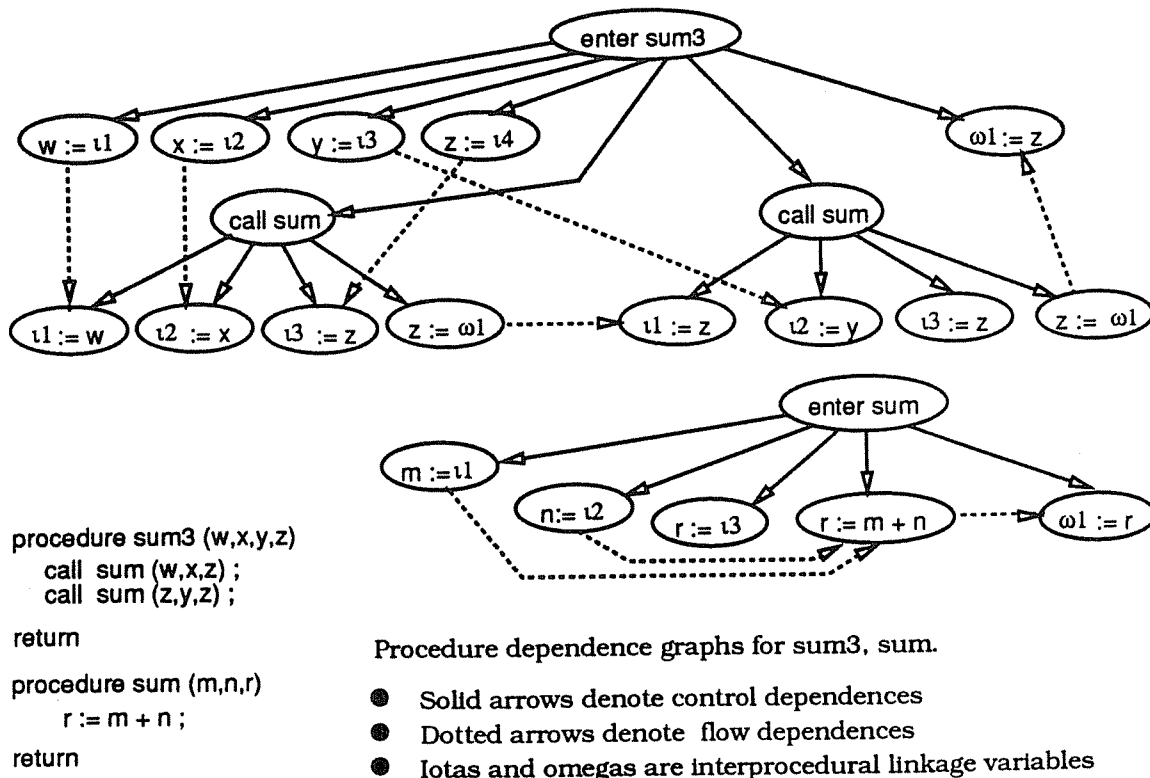 enter sum3
w := ι1
x := ι2
y := ι3
z := ι4
ω1 := z
call sum
call sum
ι1 := w
ι2 := x
ι3 := z
z := ω1
ι1 := z
ι2 := y
ι3 := z
z := ω1
enter sum
m := ι1
n := ι2
r := ι3
r := m + n
ω1 := r
procedure sum3 (w,x,y,z)
call sum (w,x,z) ;
call sum (z,y,z) ;
return
procedure sum (m,n,r)
r := m + n ;
return
Procedure dependence graphs for sum3, sum.
● Solid arrows denote control dependences
● Dotted arrows denote flow dependences
● Iotas and omegas are interprocedural linkage variables